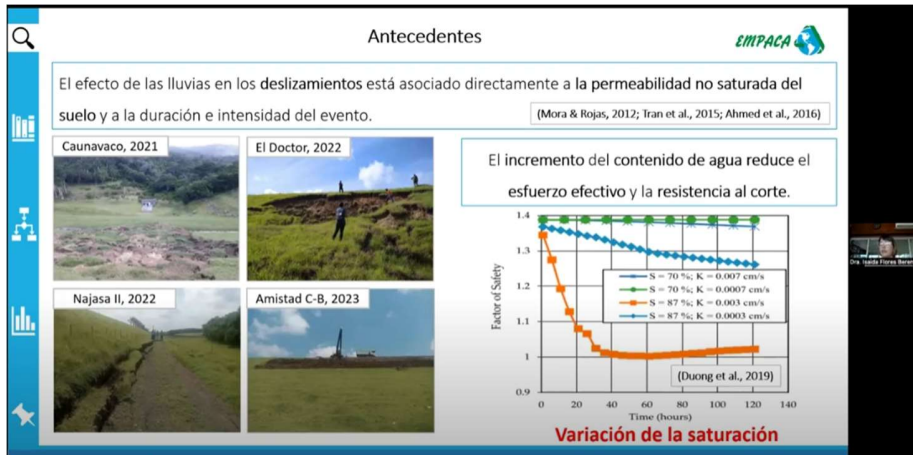 Antecedentes
EMPACA
El efecto de las lluvias en los deslizamientos está asociado directamente a la permeabilidad no saturada del
suelo y a la duración e intensidad del evento.
(Mora & Rojas, 2012; Tran et al., 2015; Ahmed et al., 2016)
Caunavaco, 2021
El Doctor, 2022
Najasa II, 2022
Amistad C-B, 2023
El incremento del contenido de agua reduce el
esfuerzo efectivo y la resistencia al corte.
1.4
1.3
1.2
1.1
1
0.9
Factor of Safety
S = 70 %; K = 0.007 cm/s
S = 70 %; K = 0.0007 cm/s
S = 87 %; K = 0.003 cm/s
S = 87 %; K = 0.0003 cm/s
(Duong et al., 2019)
0 20 40 60 80 100 120 140
Time (hours)
Variación de la saturación
Dra. Isaida Flores Beren